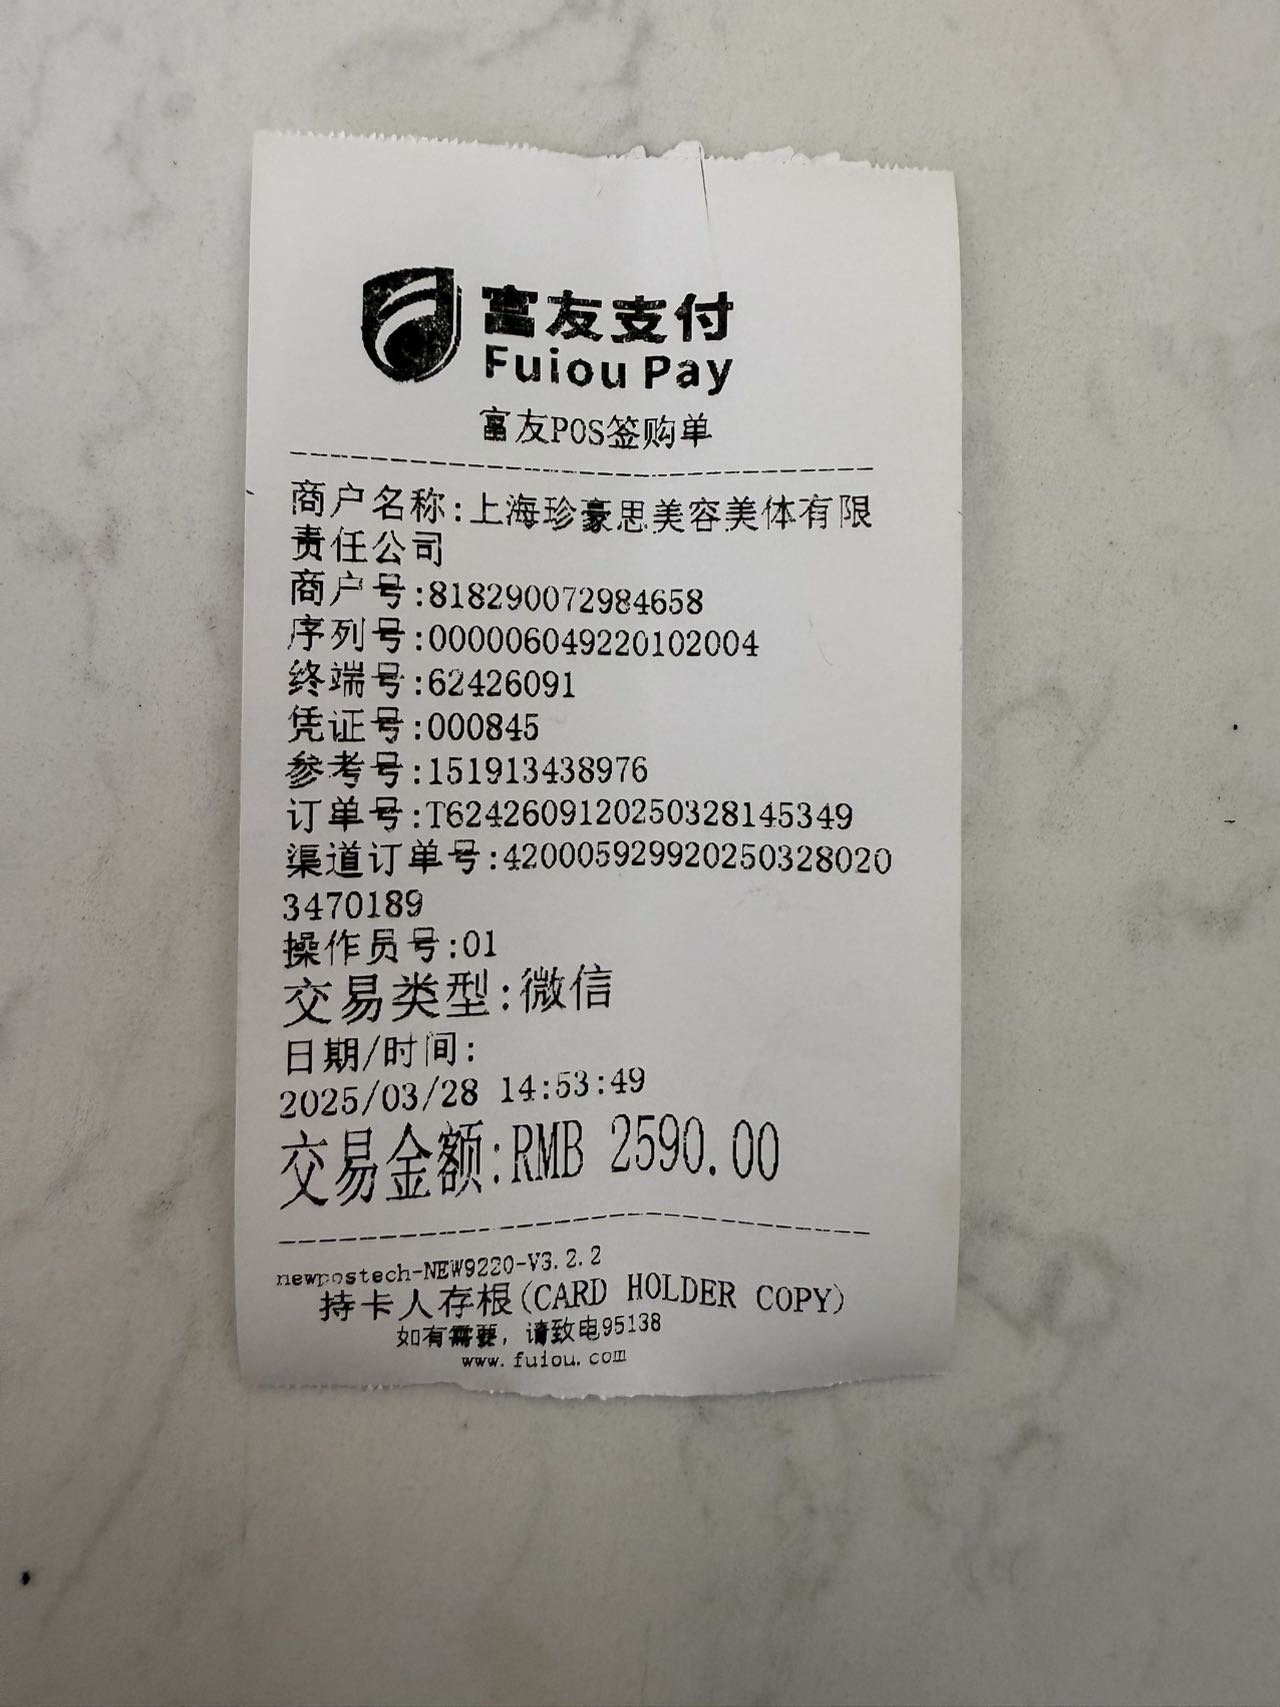 富友支付
Fuiou Pay
富友POS签购单
商户名称:上海珍豪思美容美体有限
责任公司
商户号:818290072984658
序列号:000006049220102004
终端号:62426091
凭证号:000845
参考号:151913438976
订单号:T6242609120250328145349
渠道订单号:420005929920250328020
3470189
操作员号:01
交易类型:微信
日期/时间:
2025/03/28 14:53:49
交易金额:RMB 2590.00
newpostech-NEW9220-V3.2.2
持卡人存根(CARD HOLDER COPY)
如有需要，请致电95138
www.fuiou.com